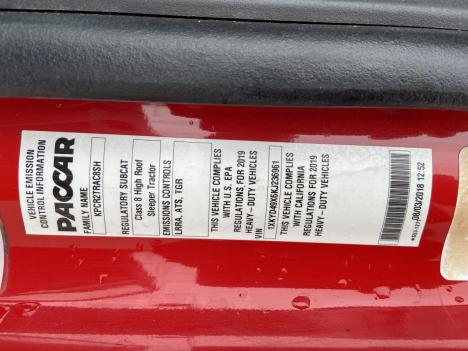 VEHICLE EMISSION
CONTROL INFORMATION
PACCAR
FAMILY NAME
KPCR2TRAC8SH
REGULATORY SUBCAT
Class 8 High Roof
Sleeper Tractor
EMISSIONS CONTROLS
LRRA, ATS, TGR
THIS VEHICLE COMPLIES
WITH U.S. EPA
REGULATIONS FOR 2019
HEAVY-DUTY VEHICLES
VIN
1XKYD49X5KJ236961
THIS VEHICLE COMPLIES
WITH CALIFORNIA
REGULATIONS FOR 2019
HEAVY-DUTY VEHICLES
08/03/2018 12:52